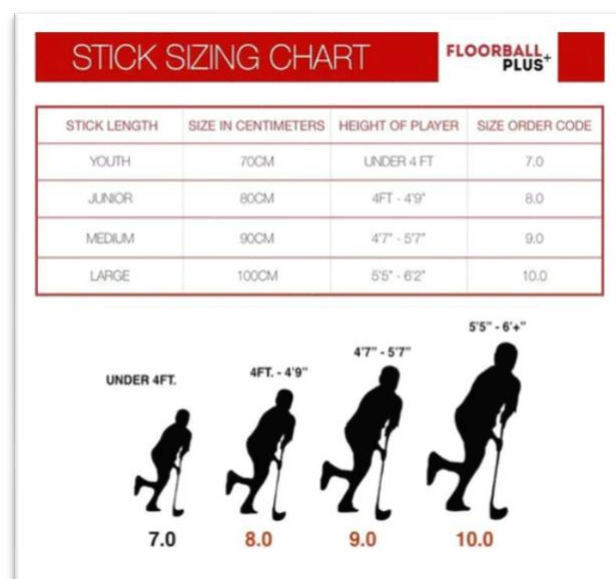 STICK SIZING CHART
FLOORBALL
PLUS+
STICK LENGTH SIZE IN CENTIMETERS HEIGHT OF PLAYER SIZE ORDER CODE
YOUTH 70CM UNDER 4 FT 7.0
JUNIOR 80CM 4FT - 4'9" 8.0
MEDIUM 90CM 4'7" - 5'7" 9.0
LARGE 100CM 5'5" - 6'2" 10.0
UNDER 4FT. 4FT. - 4'9" 4'7" - 5'7" 5'5" - 6'+"
7.0 8.0 9.0 10.0